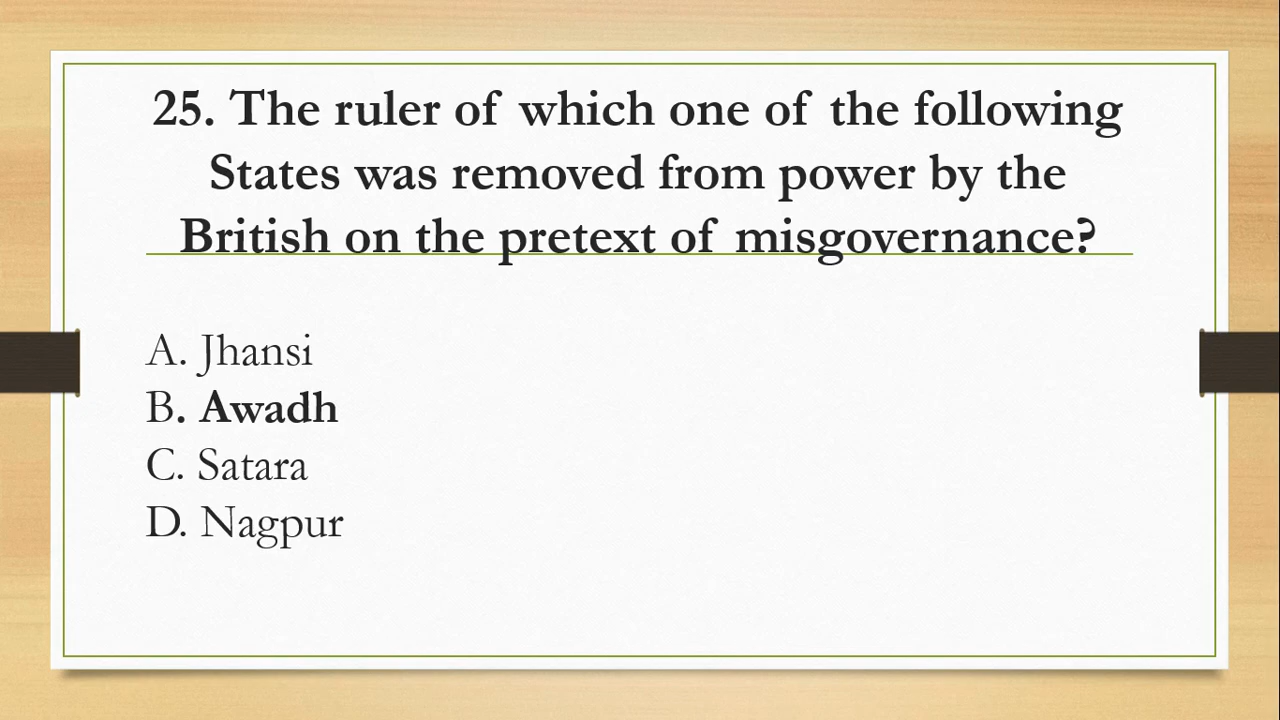 25. The ruler of which one of the following
States was removed from power by the
British on the pretext of misgovernance?
A. Jhansi
B. Awadh
C. Satara
D. Nagpur